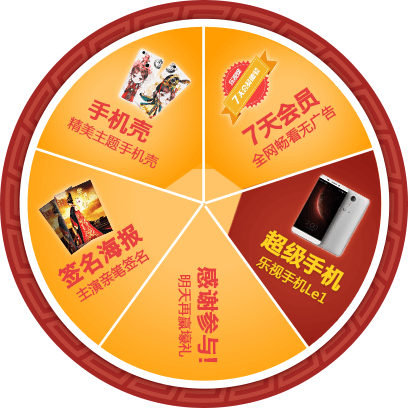 手机壳
精美主题手机壳
7天会员
全网畅看无广告
超级手机
乐视手机Le1
感谢参与!
明天再赢福礼
签名海报
主演亲笔签名